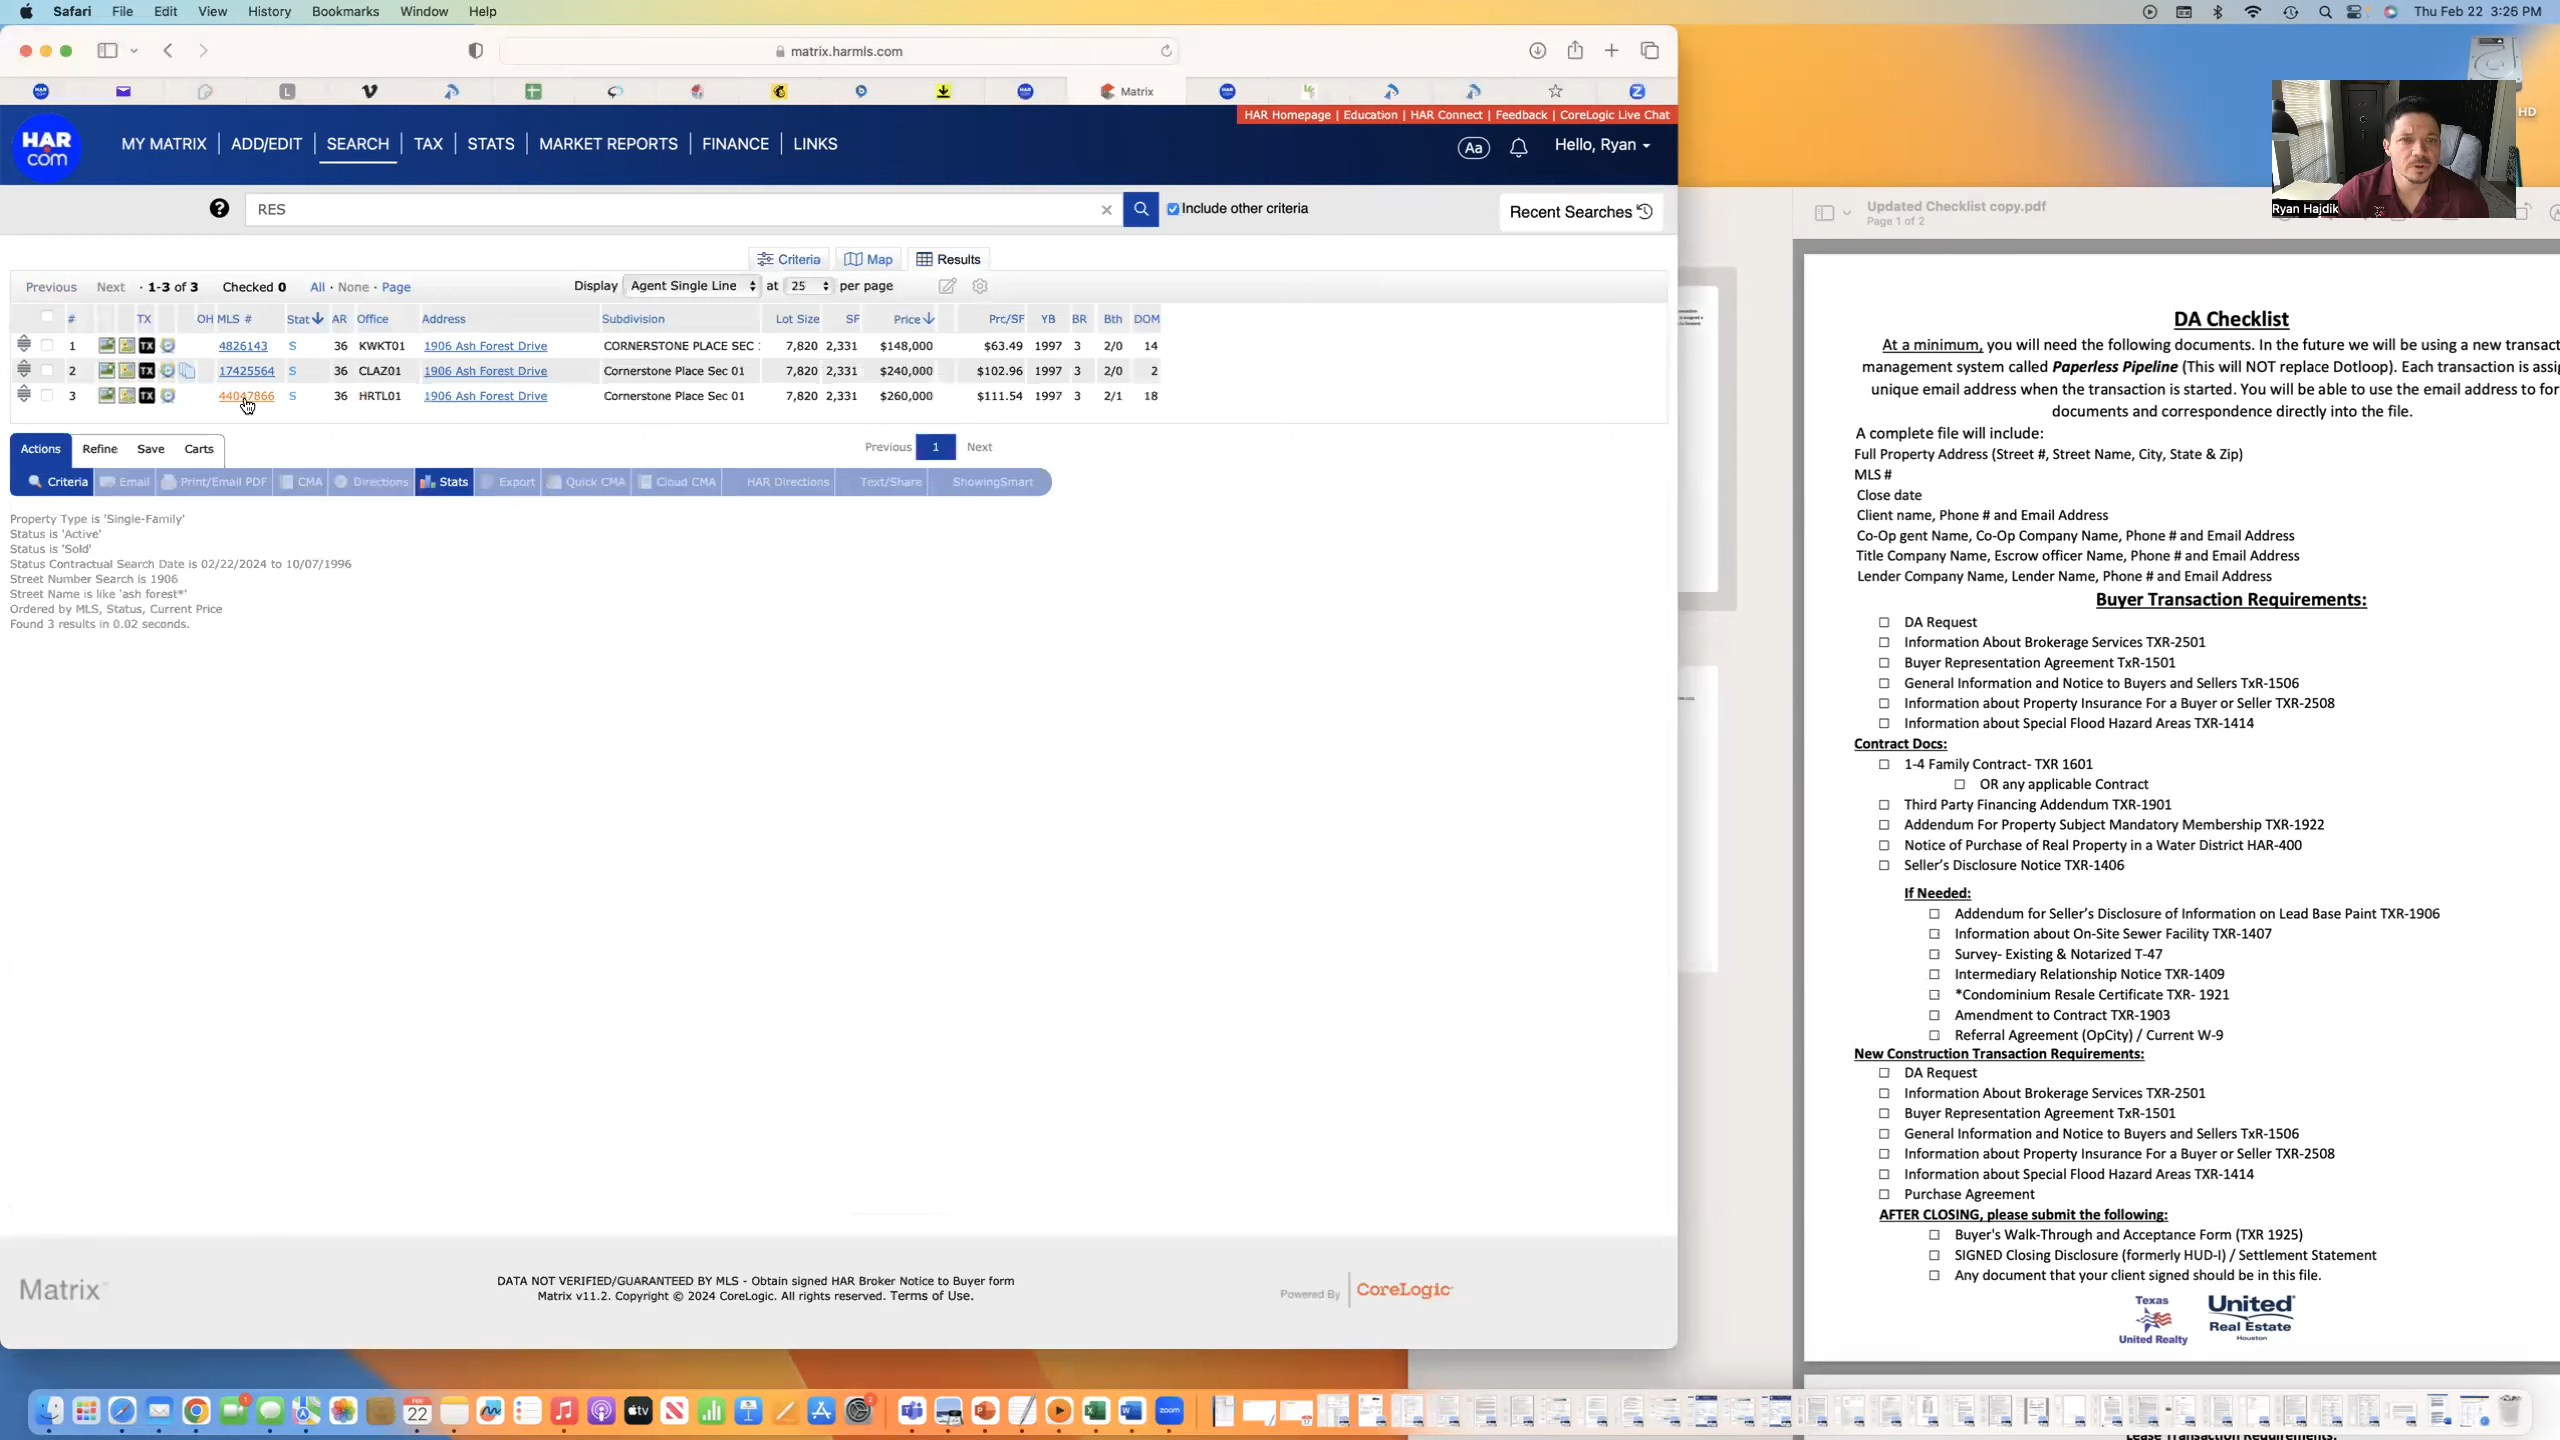 Safari File Edit View History Bookmarks Window Help
Thu Feb 22 3:26 PM
matrix.harmls.com
Matrix
HAR Homepage | Education | HAR Connect | Feedback | CoreLogic Live Chat
HAR com
MY MATRIX ADD/EDIT SEARCH TAX STATS MARKET REPORTS FINANCE LINKS
Aa Hello, Ryan
RES
Include other criteria
Recent Searches
Criteria Map Results
Previous Next · 1-3 of 3 Checked 0 All · None · Page
Display Agent Single Line at 25 per page
# TX OH MLS # Stat AR Office Address Subdivision Lot Size SF Price Prc/SF YB BR Bth DOM
1 TX 4826143 S 36 KWKT01 1906 Ash Forest Drive CORNERSTONE PLACE SEC 7,820 2,331 $148,000 $63.49 1997 3 2/0 14
2 TX 17425564 S 36 CLAZ01 1906 Ash Forest Drive Cornerstone Place Sec 01 7,820 2,331 $240,000 $102.96 1997 3 2/0 2
3 TX 44047866 S 36 HRTL01 1906 Ash Forest Drive Cornerstone Place Sec 01 7,820 2,331 $260,000 $111.54 1997 3 2/1 18
Previous 1 Next
Actions Refine Save Carts
Criteria Email Print/Email PDF CMA Directions Stats Export Quick CMA Cloud CMA HAR Directions Text/Share ShowingSmart
Property Type is 'Single-Family'
Status is 'Active'
Status is 'Sold'
Status Contractual Search Date is 02/22/2024 to 10/07/1996
Street Number Search is 1906
Street Name is like 'ash forest*'
Ordered by MLS, Status, Current Price
Found 3 results in 0.02 seconds.
Matrix
DATA NOT VERIFIED/GUARANTEED BY MLS - Obtain signed HAR Broker Notice to Buyer form
Matrix v11.2. Copyright © 2024 CoreLogic. All rights reserved. Terms of Use.
Powered By CoreLogic
HD
Ryan Hajdik
Updated Checklist copy.pdf
Page 1 of 2
DA Checklist
At a minimum, you will need the following documents. In the future we will be using a new transact
management system called Paperless Pipeline (This will NOT replace Dotloop). Each transaction is assig
unique email address when the transaction is started. You will be able to use the email address to for
documents and correspondence directly into the file.
A complete file will include:
Full Property Address (Street #, Street Name, City, State & Zip)
MLS #
Close date
Client name, Phone # and Email Address
Co-Op gent Name, Co-Op Company Name, Phone # and Email Address
Title Company Name, Escrow officer Name, Phone # and Email Address
Lender Company Name, Lender Name, Phone # and Email Address
Buyer Transaction Requirements:
DA Request
Information About Brokerage Services TXR-2501
Buyer Representation Agreement TxR-1501
General Information and Notice to Buyers and Sellers TxR-1506
Information about Property Insurance For a Buyer or Seller TXR-2508
Information about Special Flood Hazard Areas TXR-1414
Contract Docs:
1-4 Family Contract- TXR 1601
OR any applicable Contract
Third Party Financing Addendum TXR-1901
Addendum For Property Subject Mandatory Membership TXR-1922
Notice of Purchase of Real Property in a Water District HAR-400
Seller's Disclosure Notice TXR-1406
If Needed:
Addendum for Seller's Disclosure of Information on Lead Base Paint TXR-1906
Information about On-Site Sewer Facility TXR-1407
Survey- Existing & Notarized T-47
Intermediary Relationship Notice TXR-1409
*Condominium Resale Certificate TXR- 1921
Amendment to Contract TXR-1903
Referral Agreement (OpCity) / Current W-9
New Construction Transaction Requirements:
DA Request
Information About Brokerage Services TXR-2501
Buyer Representation Agreement TxR-1501
General Information and Notice to Buyers and Sellers TxR-1506
Information about Property Insurance For a Buyer or Seller TXR-2508
Information about Special Flood Hazard Areas TXR-1414
Purchase Agreement
AFTER CLOSING, please submit the following:
Buyer's Walk-Through and Acceptance Form (TXR 1925)
SIGNED Closing Disclosure (formerly HUD-I) / Settlement Statement
Any document that your client signed should be in this file.
Texas United Realty
United Real Estate Houston
Lease Transaction Requirements: